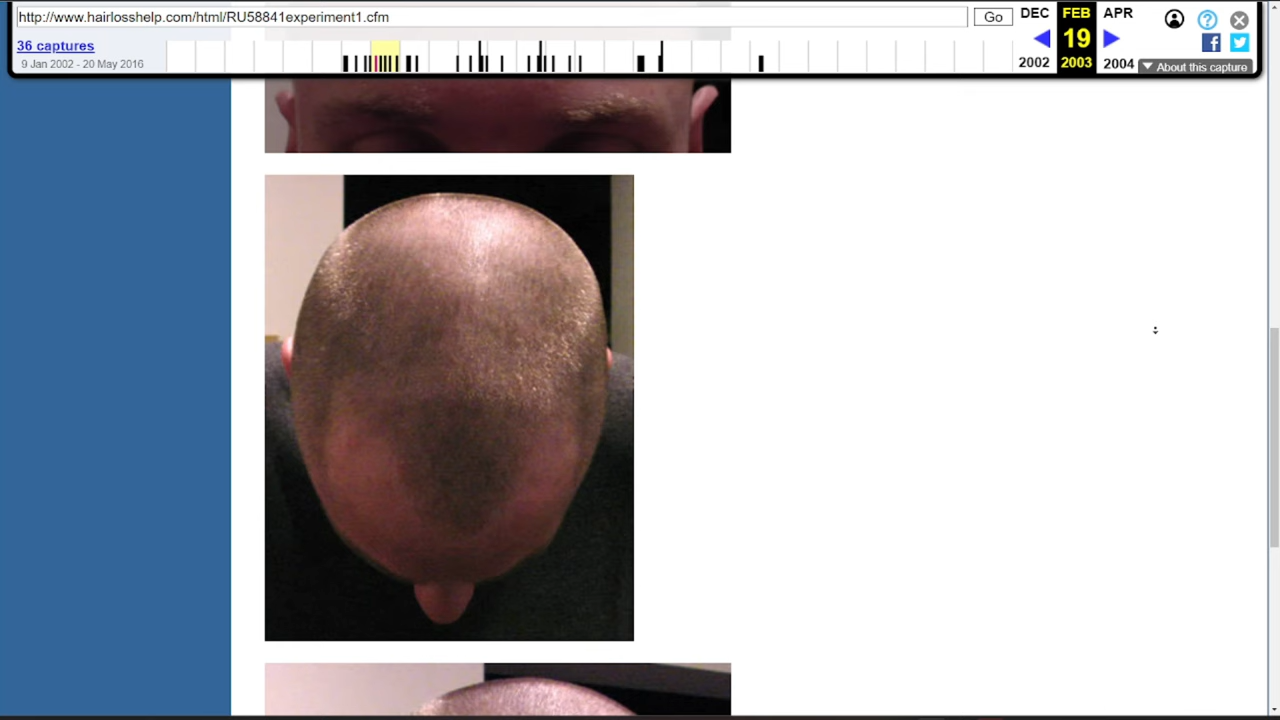 http://www.hairlosshelp.com/html/RU58841experiment1.cfm
Go
DEC FEB APR
36 captures
19
9 Jan 2002 - 20 May 2016
2002 2003 2004
About this capture